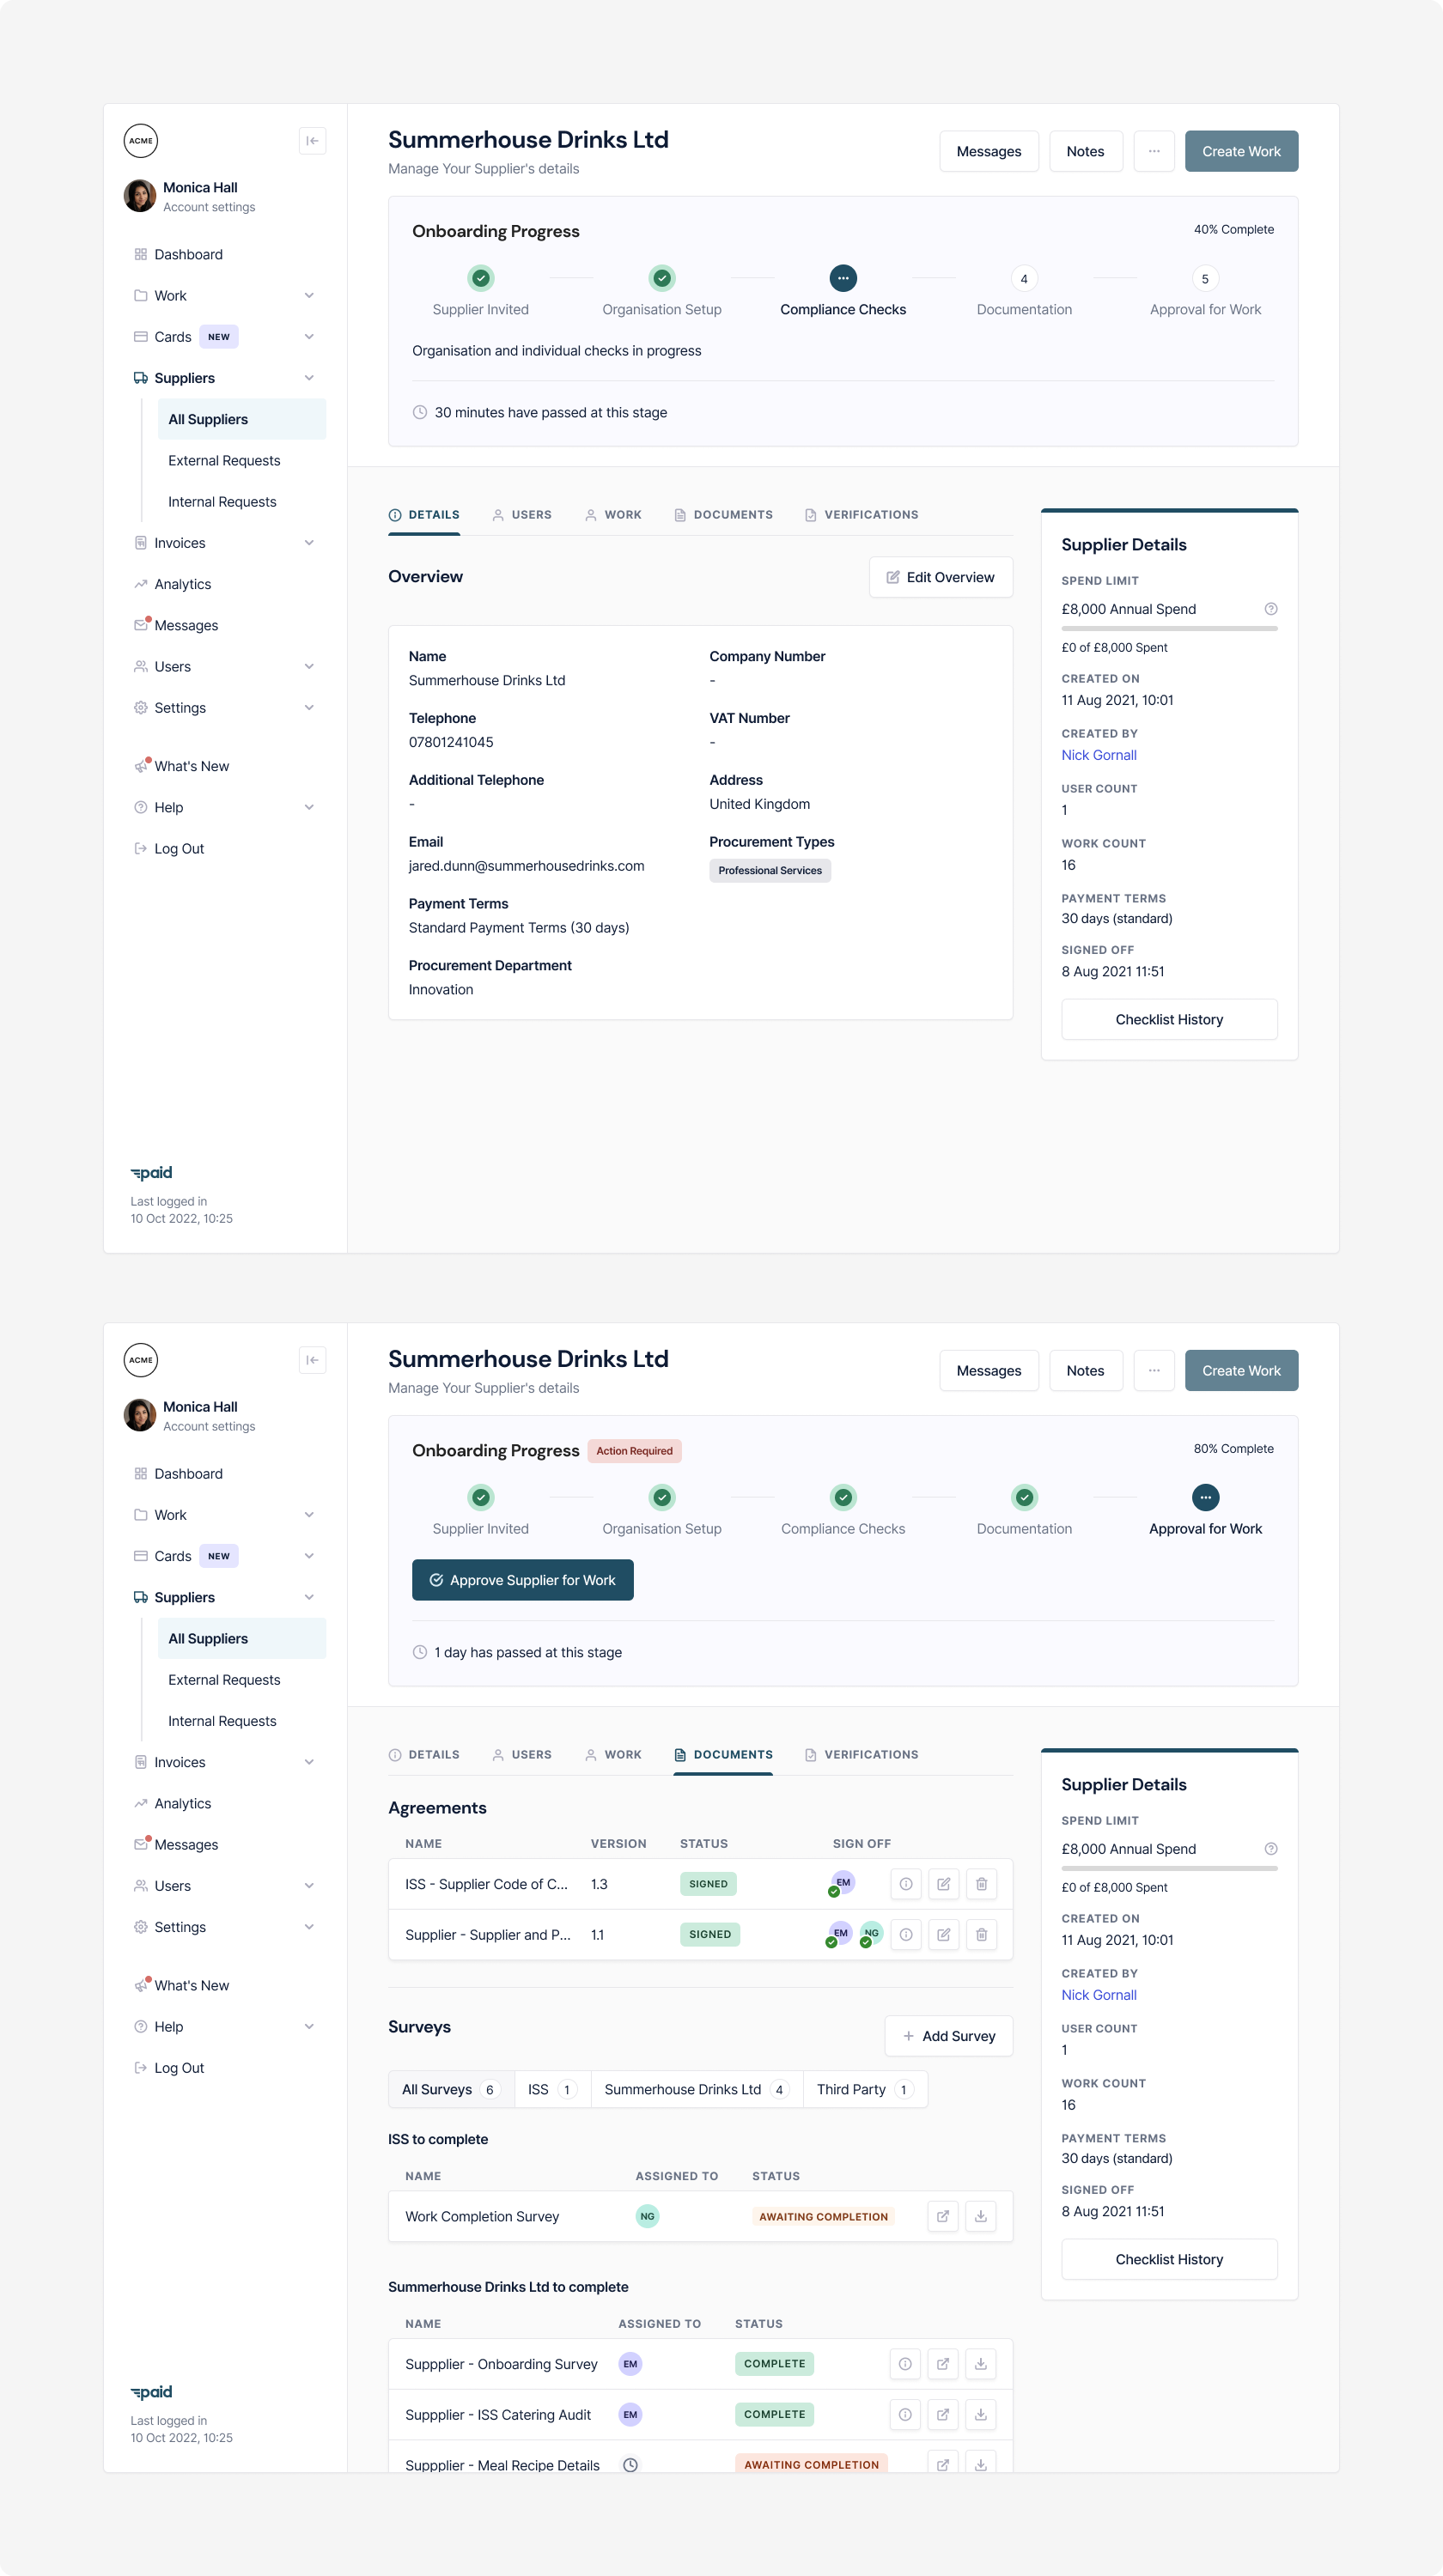 ACME
Monica Hall
Account settings
Dashboard
Work
Cards NEW
Suppliers
All Suppliers
External Requests
Internal Requests
Invoices
Analytics
Messages
Users
Settings
What's New
Help
Log Out
paid
Last logged in
10 Oct 2022, 10:25
Summerhouse Drinks Ltd
Manage Your Supplier's details
Messages Notes Create Work
Onboarding Progress 40% Complete
4 5
Supplier Invited Organisation Setup Compliance Checks Documentation Approval for Work
Organisation and individual checks in progress
30 minutes have passed at this stage
DETAILS USERS WORK DOCUMENTS VERIFICATIONS
Overview Edit Overview
Name
Summerhouse Drinks Ltd
Telephone
07801241045
Additional Telephone
-
Email
jared.dunn@summerhousedrinks.com
Payment Terms
Standard Payment Terms (30 days)
Procurement Department
Innovation
Company Number
-
VAT Number
-
Address
United Kingdom
Procurement Types
Professional Services
Supplier Details
SPEND LIMIT
£8,000 Annual Spend
£0 of £8,000 Spent
CREATED ON
11 Aug 2021, 10:01
CREATED BY
Nick Gornall
USER COUNT
1
WORK COUNT
16
PAYMENT TERMS
30 days (standard)
SIGNED OFF
8 Aug 2021 11:51
Checklist History
ACME
Monica Hall
Account settings
Dashboard
Work
Cards NEW
Suppliers
All Suppliers
External Requests
Internal Requests
Invoices
Analytics
Messages
Users
Settings
What's New
Help
Log Out
paid
Last logged in
10 Oct 2022, 10:25
Summerhouse Drinks Ltd
Manage Your Supplier's details
Messages Notes Create Work
Onboarding Progress Action Required 80% Complete
Supplier Invited Organisation Setup Compliance Checks Documentation Approval for Work
Approve Supplier for Work
1 day has passed at this stage
DETAILS USERS WORK DOCUMENTS VERIFICATIONS
Agreements
NAME VERSION STATUS SIGN OFF
ISS - Supplier Code of C... 1.3 SIGNED EM
Supplier - Supplier and P... 1.1 SIGNED EM NG
Surveys Add Survey
All Surveys 6 ISS 1 Summerhouse Drinks Ltd 4 Third Party 1
ISS to complete
NAME ASSIGNED TO STATUS
Work Completion Survey NG AWAITING COMPLETION
Summerhouse Drinks Ltd to complete
NAME ASSIGNED TO STATUS
Suppplier - Onboarding Survey EM COMPLETE
Suppplier - ISS Catering Audit EM COMPLETE
Suppplier - Meal Recipe Details AWAITING COMPLETION
Supplier Details
SPEND LIMIT
£8,000 Annual Spend
£0 of £8,000 Spent
CREATED ON
11 Aug 2021, 10:01
CREATED BY
Nick Gornall
USER COUNT
1
WORK COUNT
16
PAYMENT TERMS
30 days (standard)
SIGNED OFF
8 Aug 2021 11:51
Checklist History